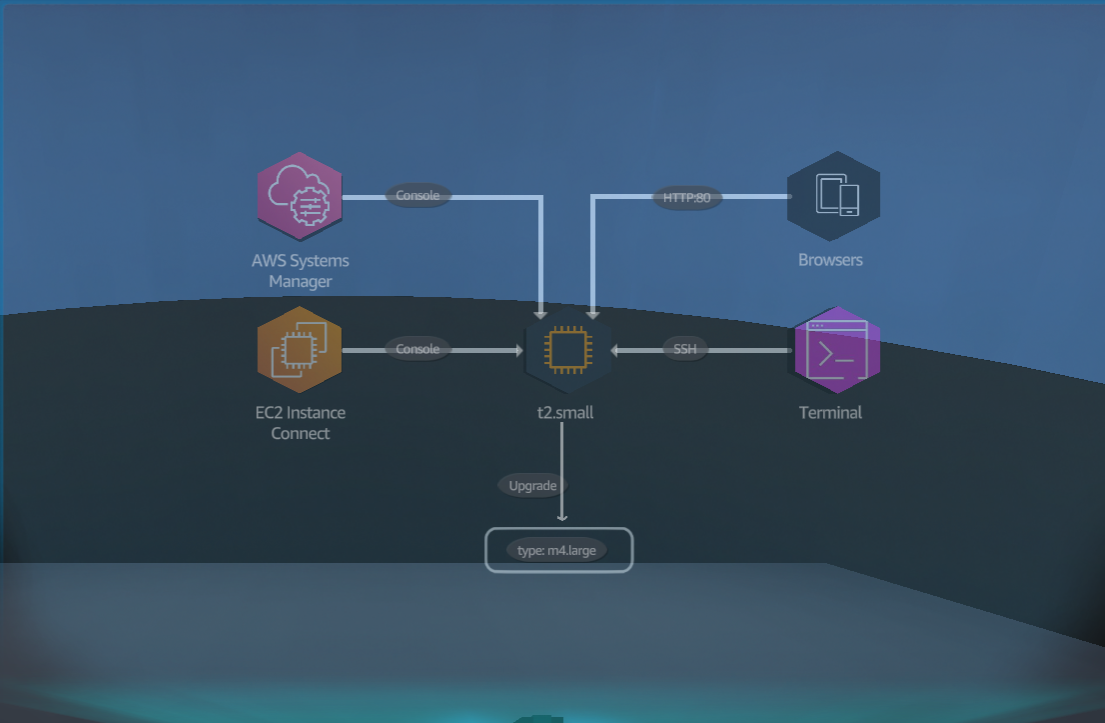 Console
HTTP:80
AWS Systems
Manager
Browsers
Console
SSH
EC2 Instance
Connect
t2.small
Terminal
Upgrade
type: m4.large